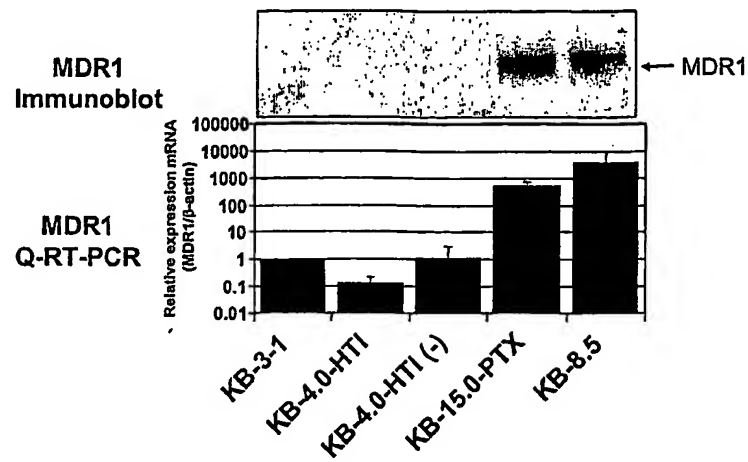 MDR1
Immunoblot
MDR1
MDR1
Q-RT-PCR
Relative expression mRNA
(MDR1/β-actin)
100000
10000
1000
100
10
1
0.1
0.01
KB-3-1
KB-4.0-HTI
KB-4.0-HTI (-)
KB-15.0-PTX
KB-8.5